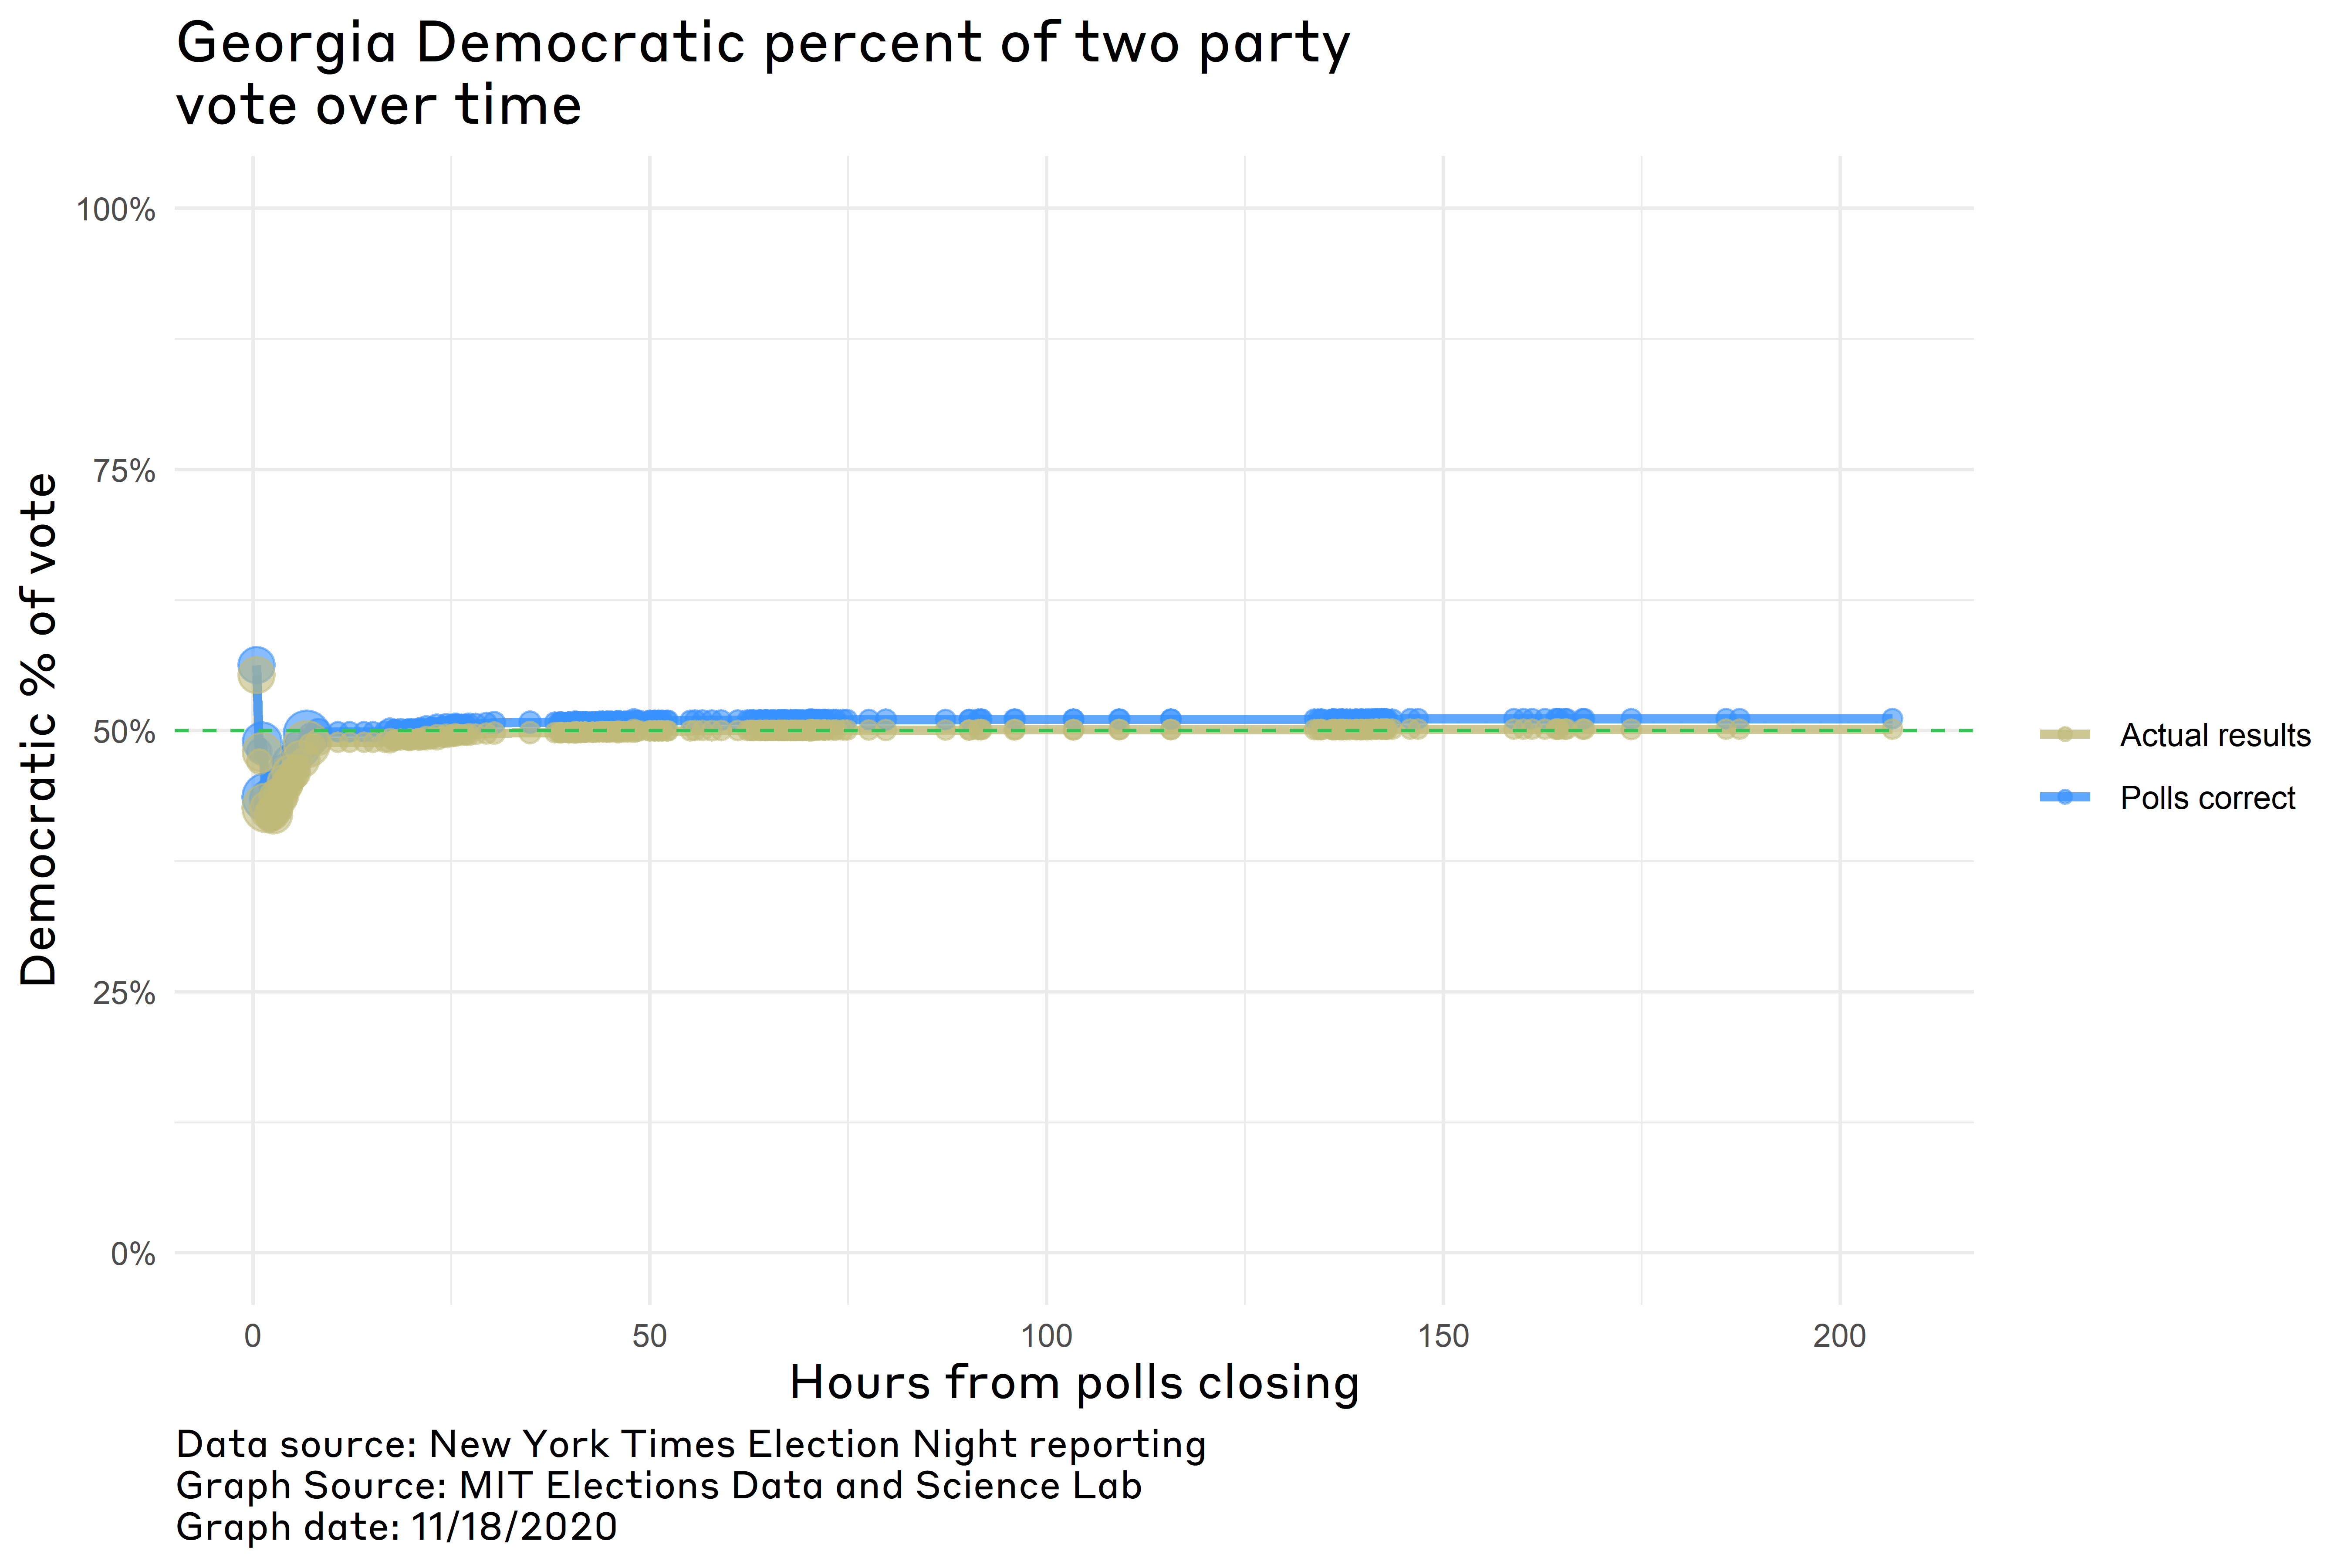 Georgia Democratic percent of two party
vote over time
Democratic % of vote
100%
75%
50%
25%
0%
0
50
100
150
200
Hours from polls closing
Actual results
Polls correct
Data source: New York Times Election Night reporting
Graph Source: MIT Elections Data and Science Lab
Graph date: 11/18/2020